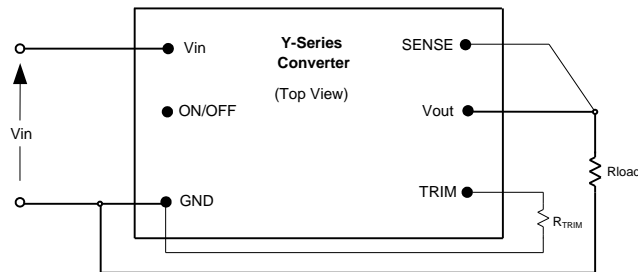 Y-Series
Converter
(Top View)
Vin
SENSE
ON/OFF
Vout
Vin
Rload
GND
TRIM
RTRIM